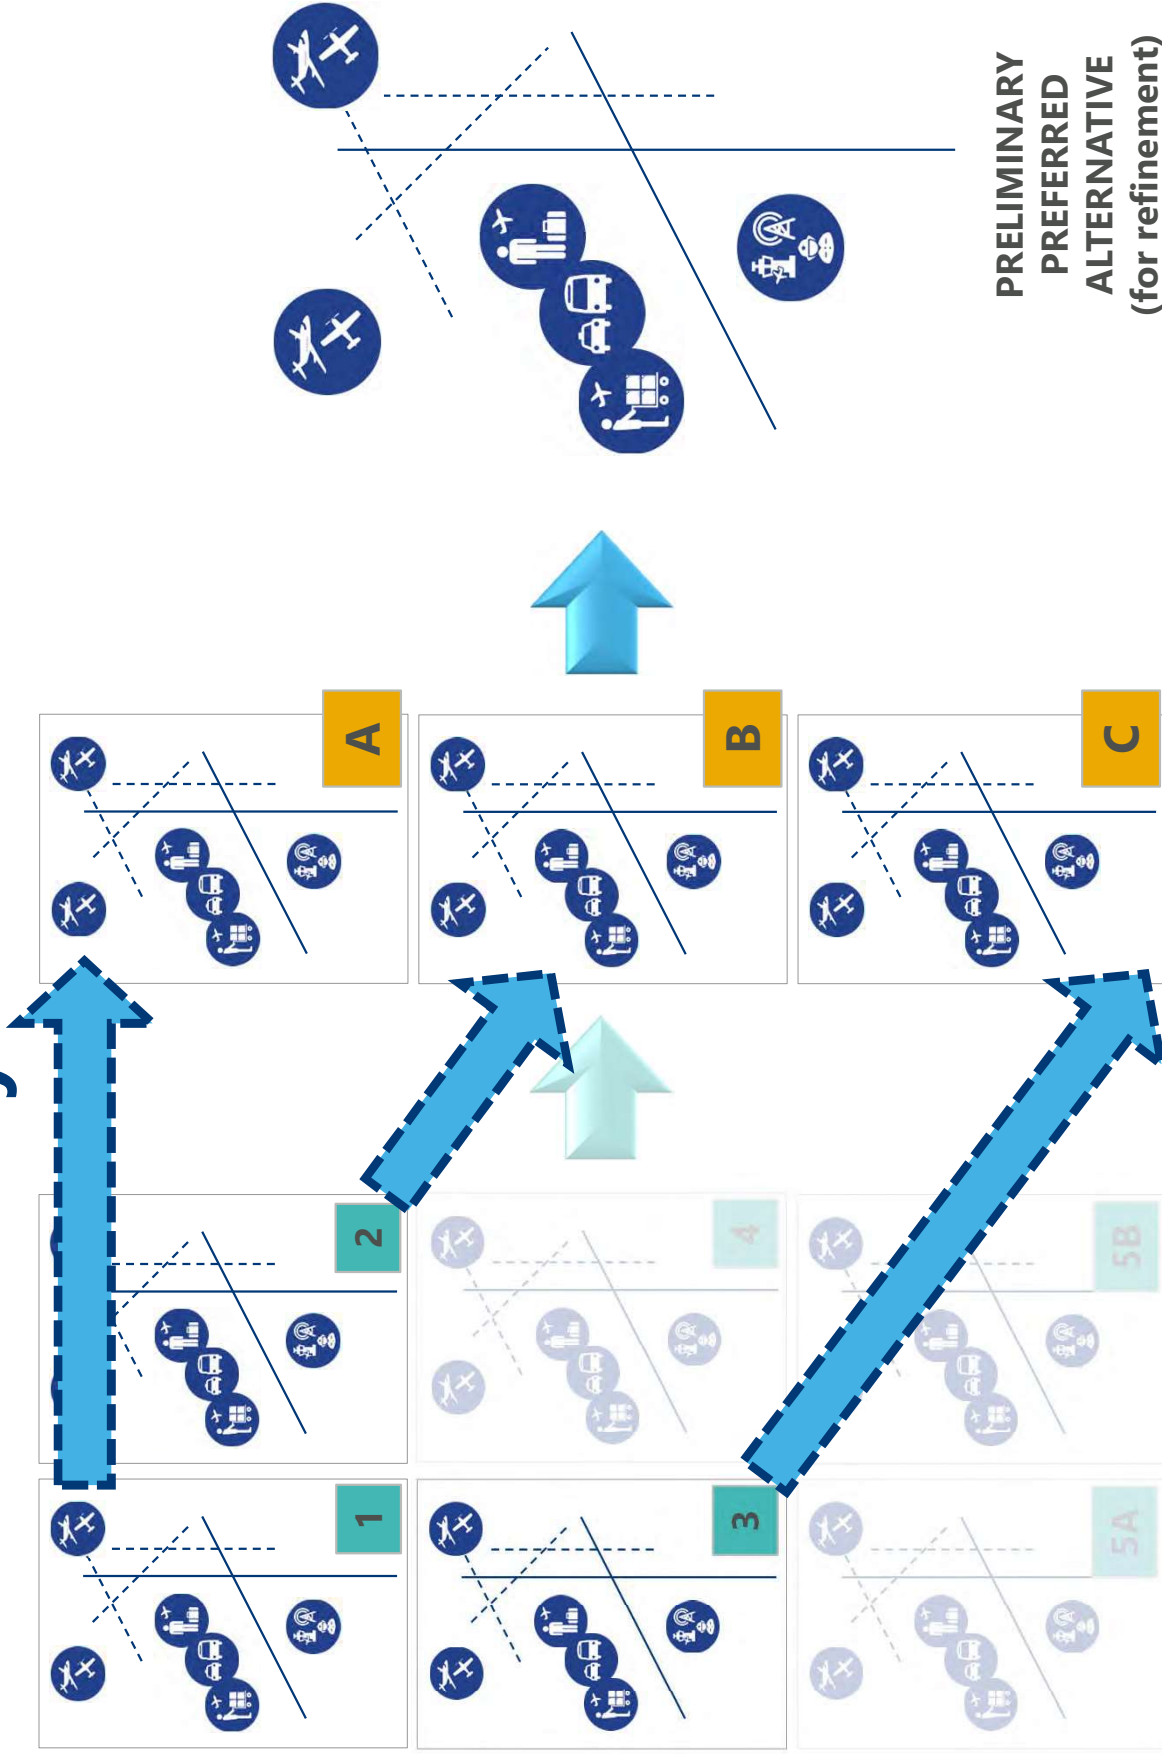 1
2
3
4
5A
5B
A
B
C
PRELIMINARY
PREFERRED
ALTERNATIVE
(for refinement)